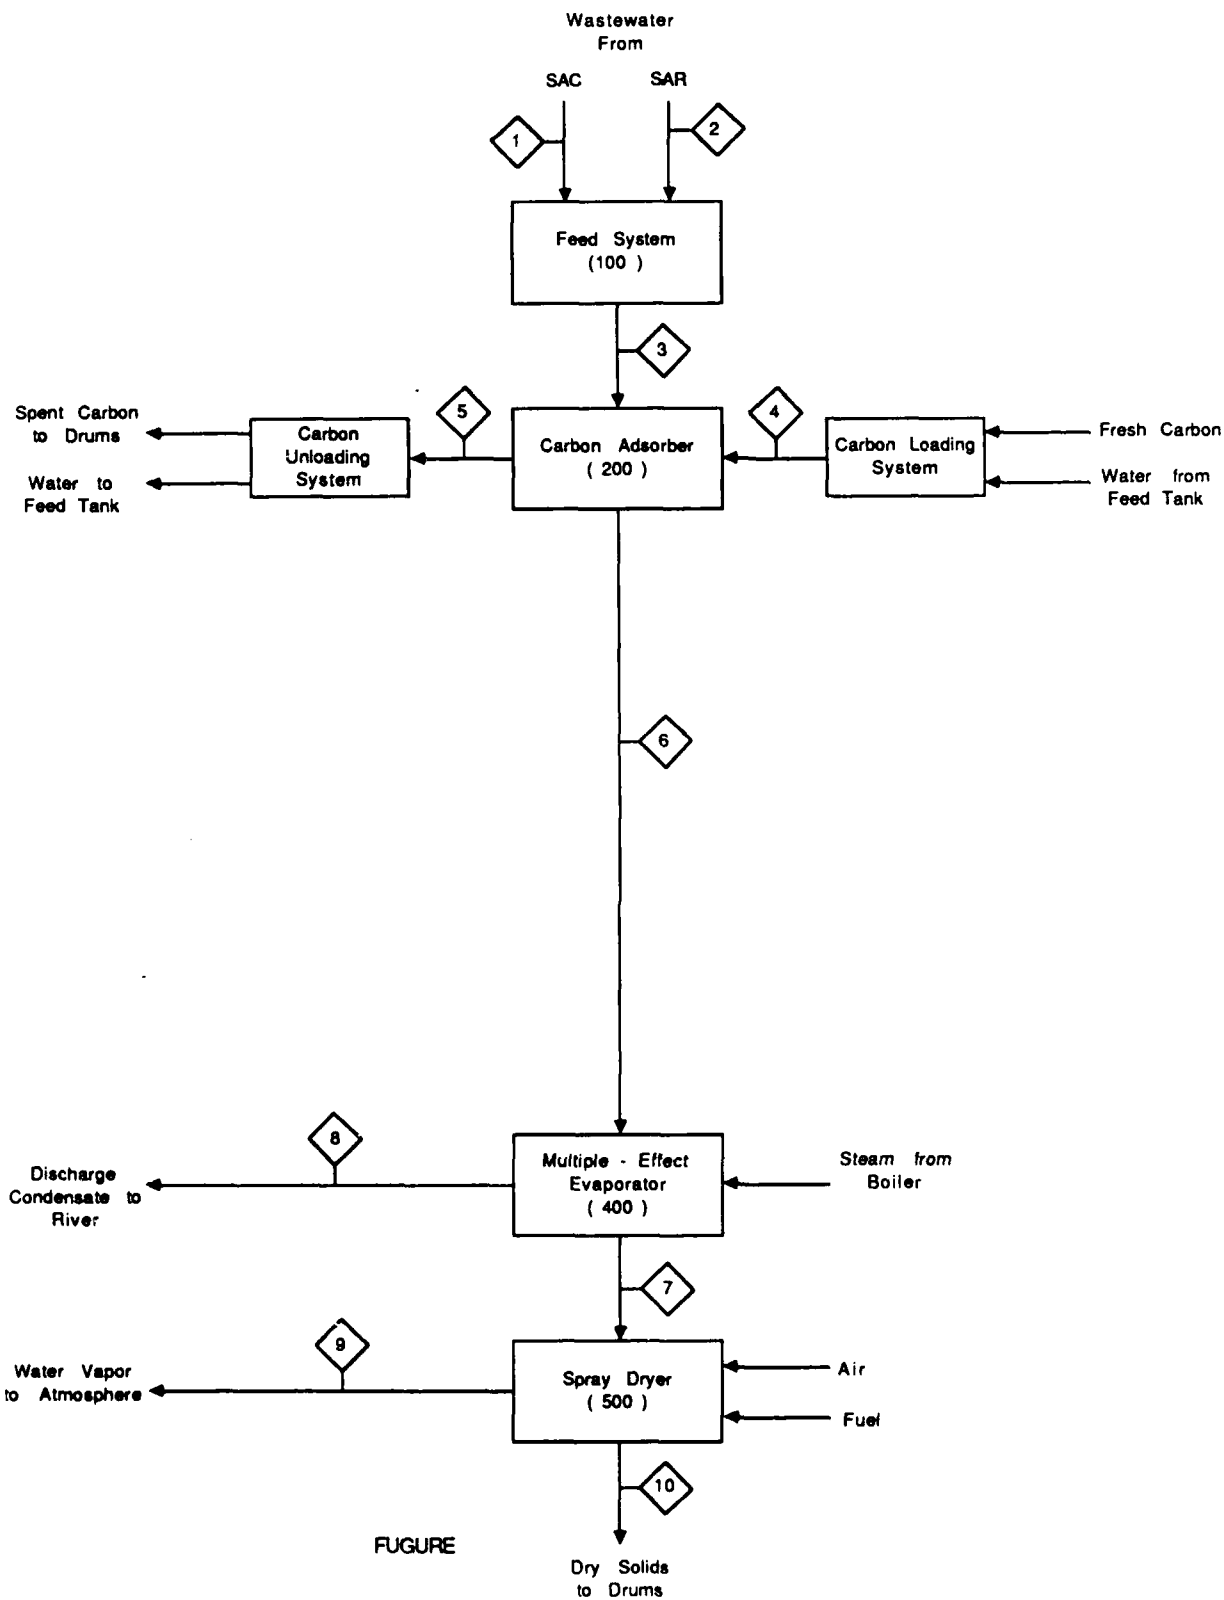 Wastewater
From
SAC
SAR
1
2
Feed System
(100 )
3
Spent Carbon
to Drums
Water to
Feed Tank
Carbon
Unloading
System
5
Carbon Adsorber
( 200 )
4
Carbon Loading
System
Fresh Carbon
Water from
Feed Tank
6
8
Discharge
Condensate to
River
Multiple - Effect
Evaporator
( 400 )
Steam from
Boiler
7
9
Water Vapor
to Atmosphere
Spray Dryer
( 500 )
Air
Fuel
10
FUGURE
Dry Solids
to Drums